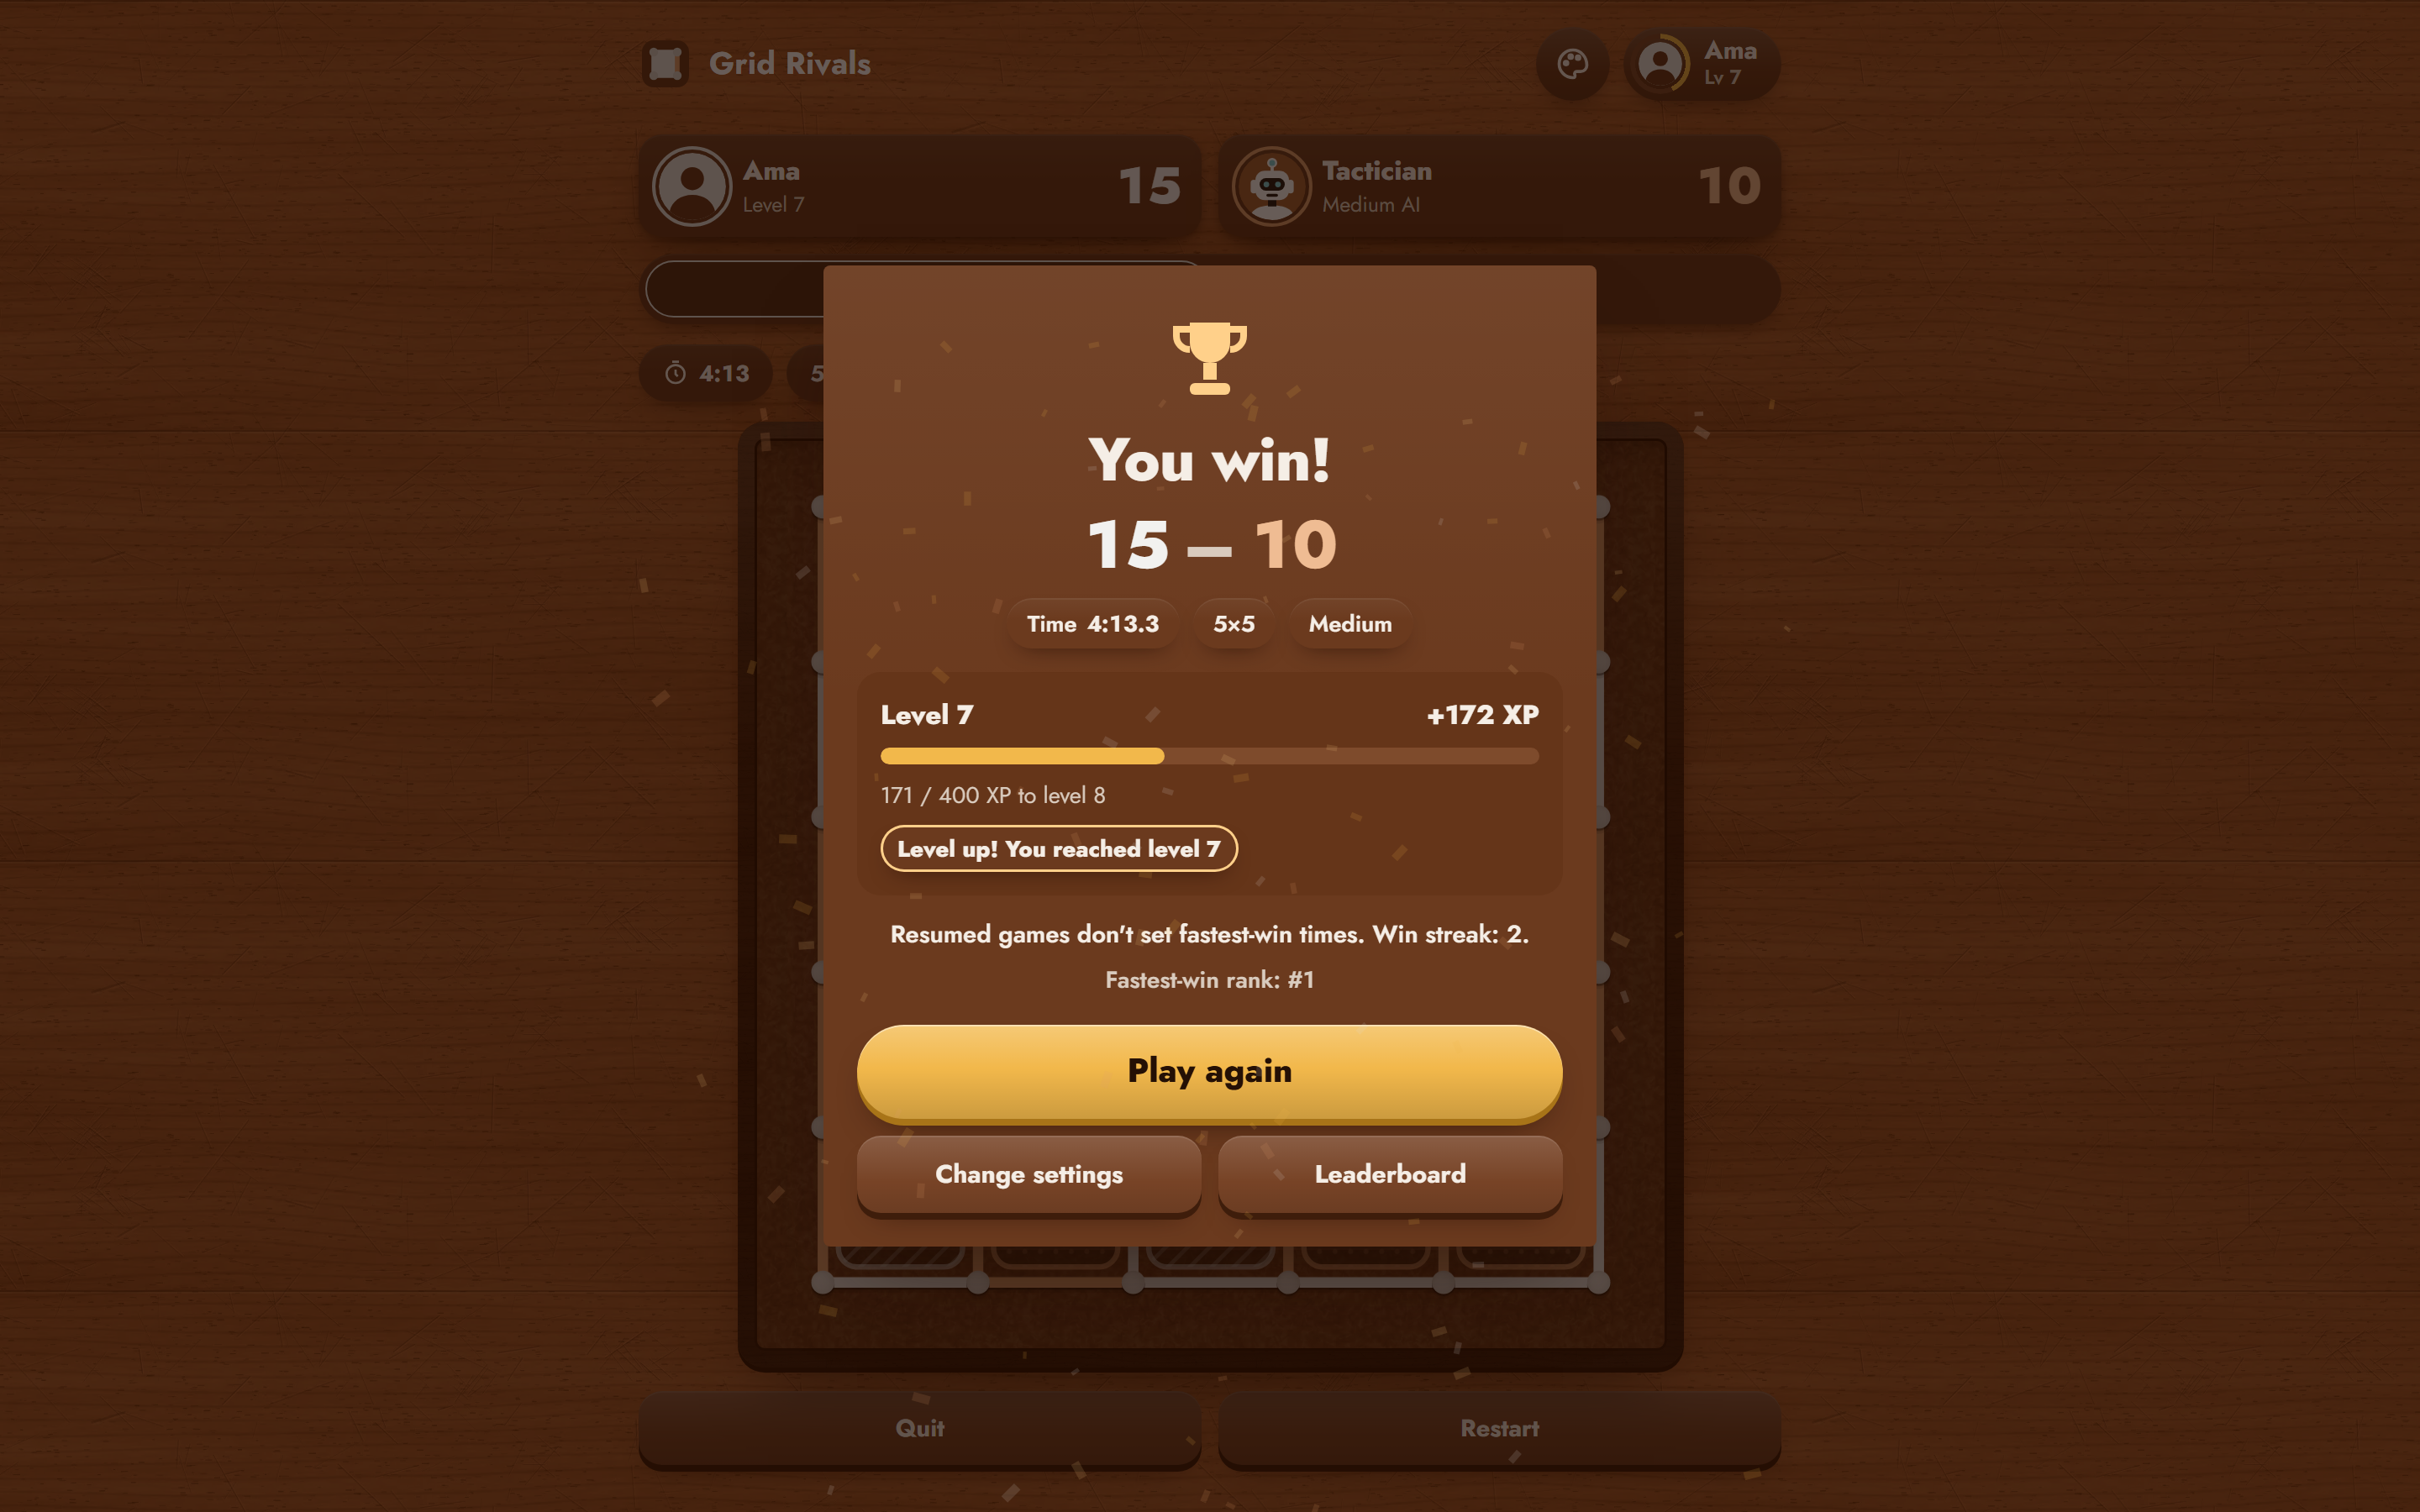 Grid Rivals
Ama
Lv 7
Ama
Level 7
15
Tactician
Medium AI
10
4:13
5
You win!
15 – 10
Time 4:13.3
5×5
Medium
Level 7
+172 XP
171 / 400 XP to level 8
Level up! You reached level 7
Resumed games don't set fastest-win times. Win streak: 2.
Fastest-win rank: #1
Play again
Change settings
Leaderboard
Quit
Restart